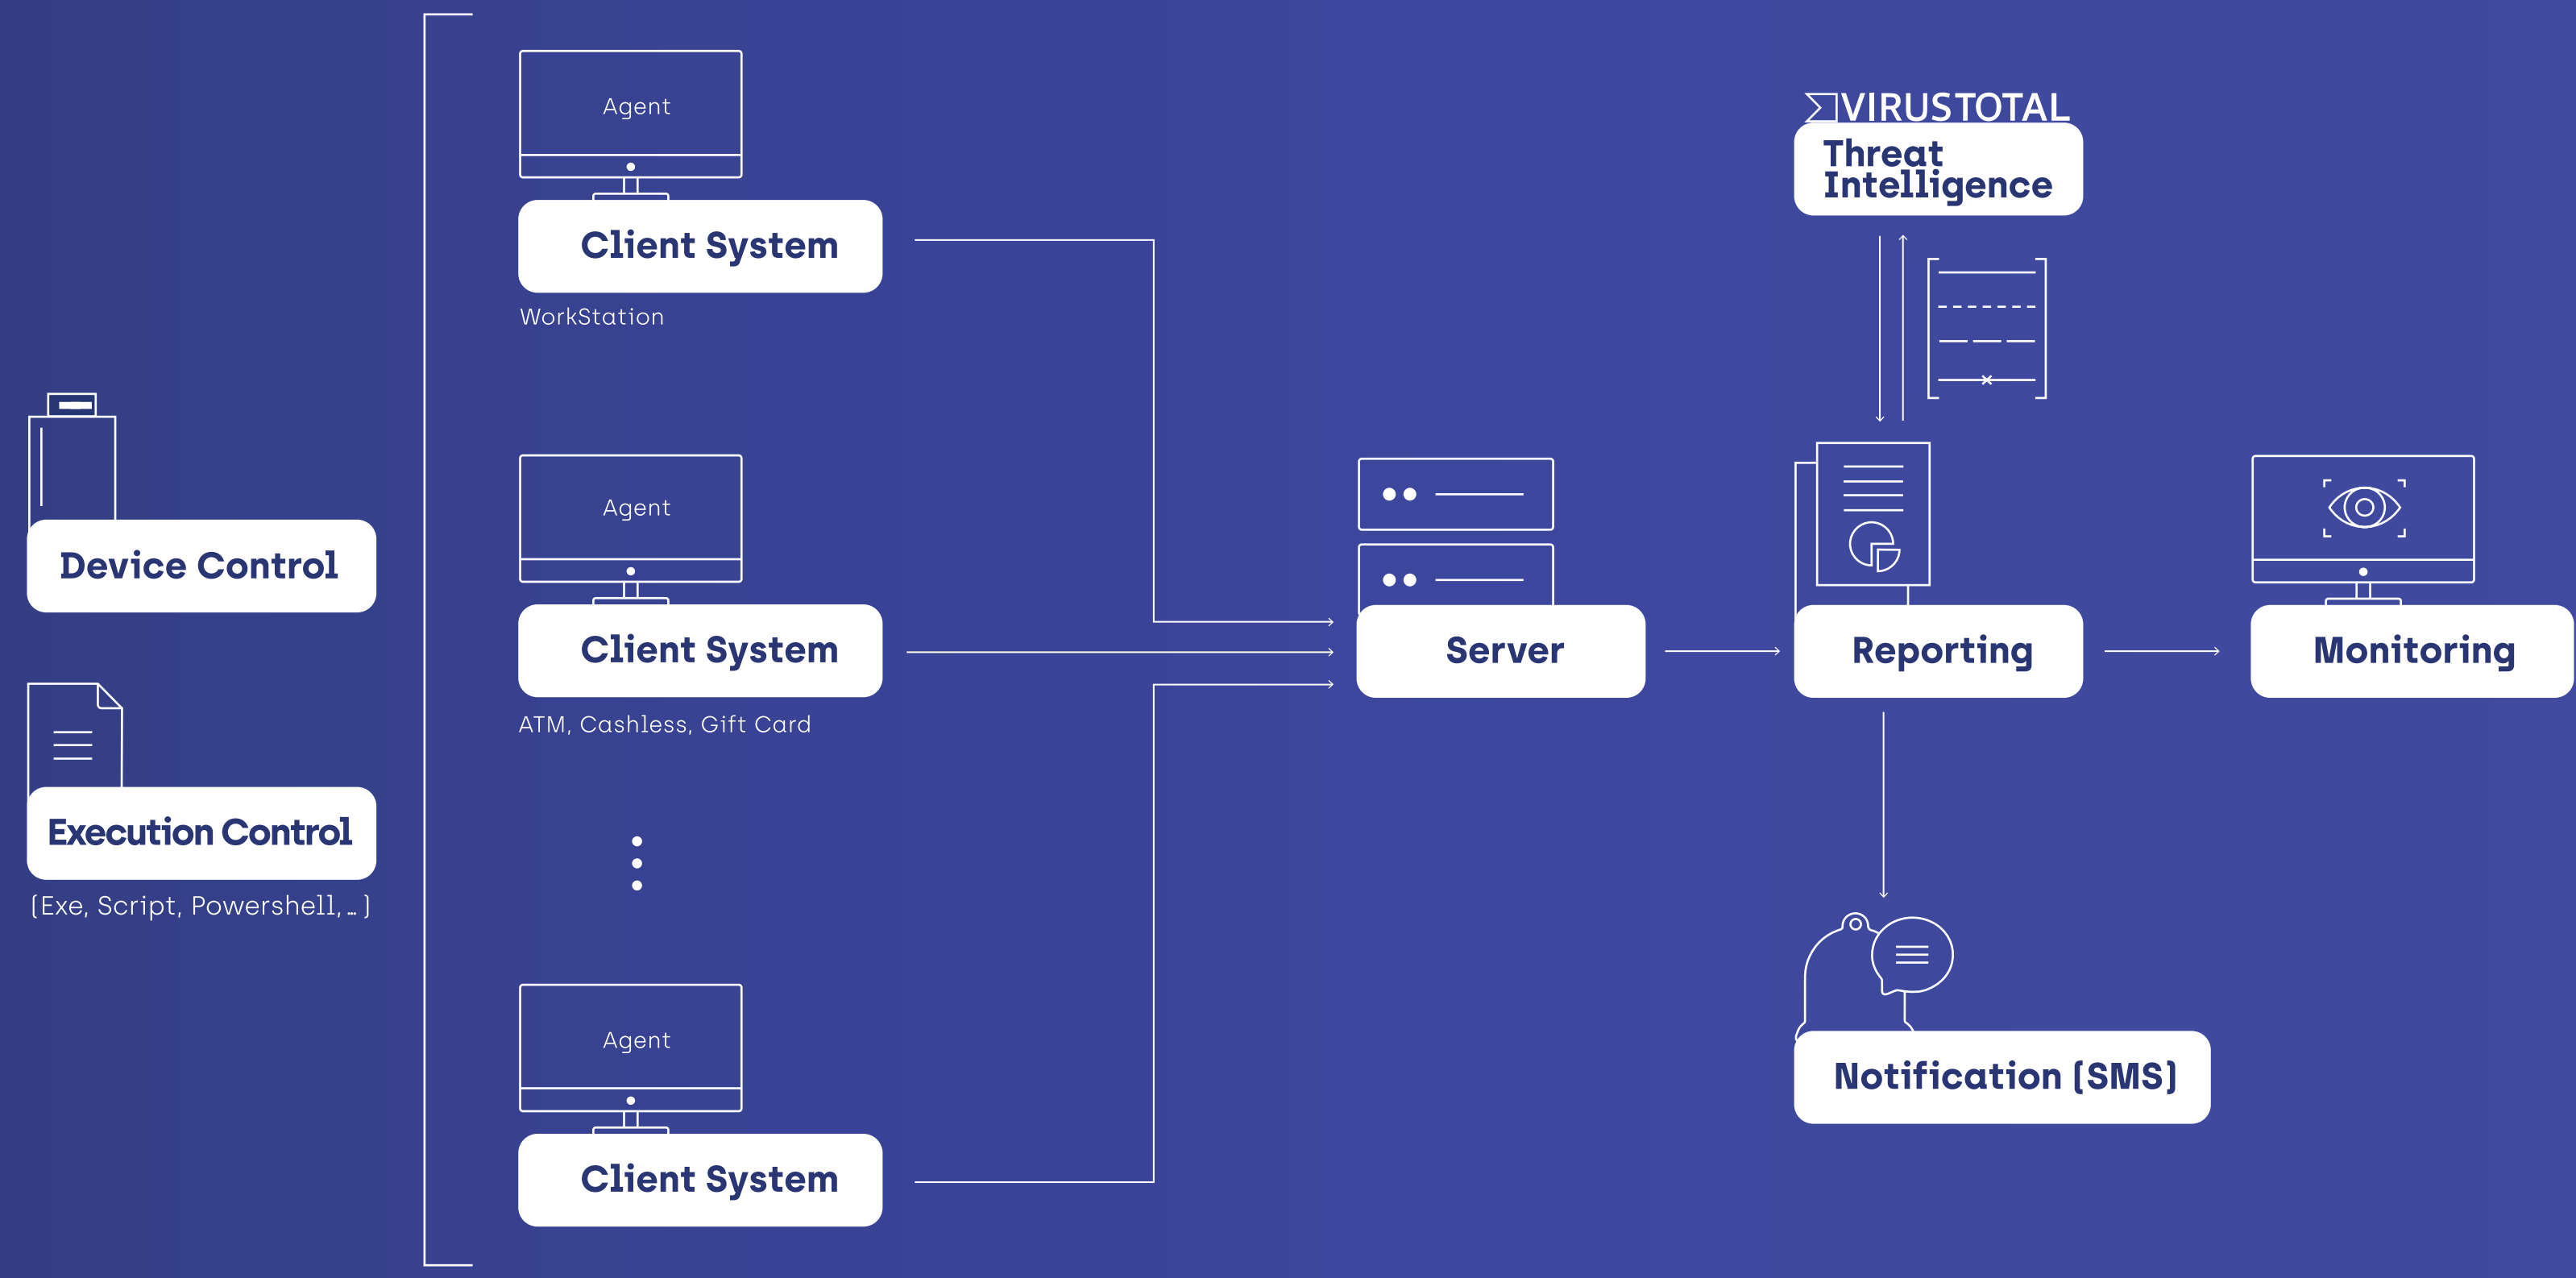 Device Control
Execution Control
(Exe, Script, Powershell, ... )
Agent
Client System
WorkStation
Agent
Client System
ATM, Cashless, Gift Card
Agent
Client System
Server
VIRUSTOTAL
Threat
Intelligence
Reporting
Monitoring
Notification (SMS)